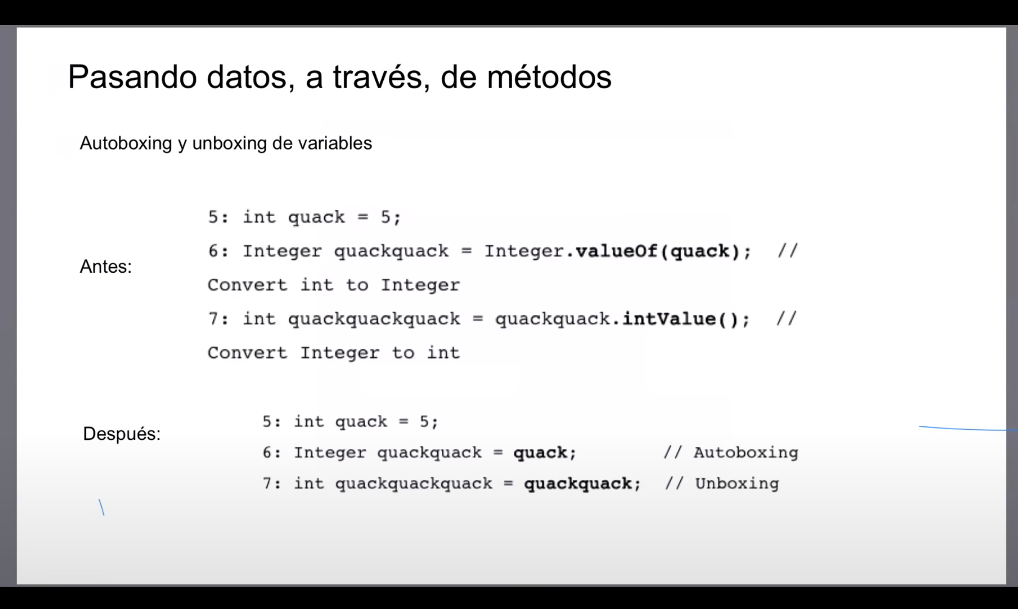 Pasando datos, a través, de métodos
Autoboxing y unboxing de variables
Antes:
5: int quack = 5;
6: Integer quackquack = Integer.valueOf(quack); //
Convert int to Integer
7: int quackquackquack = quackquack.intValue(); //
Convert Integer to int
Después:
5: int quack = 5;
6: Integer quackquack = quack; // Autoboxing
7: int quackquackquack = quackquack; // Unboxing